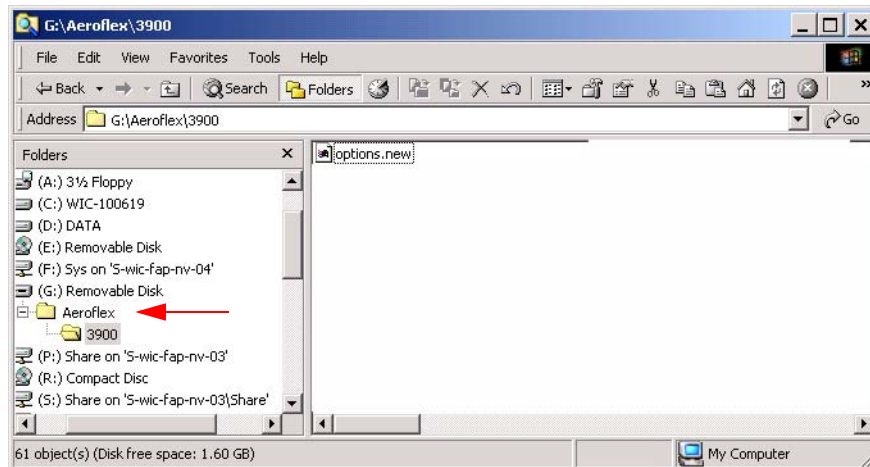 G:\Aeroflex\3900
File Edit View Favorites Tools Help
Back Search Folders
Address G:\Aeroflex\3900 Go
Folders
options.new
(A:) 3½ Floppy
(C:) WIC-100619
(D:) DATA
(E:) Removable Disk
(F:) Sys on 'S-wic-fap-nv-04'
(G:) Removable Disk
Aeroflex
3900
(P:) Share on 'S-wic-fap-nv-03'
(R:) Compact Disc
(S:) Share on 'S-wic-fap-nv-03\Share'
61 object(s) (Disk free space: 1.60 GB)
My Computer